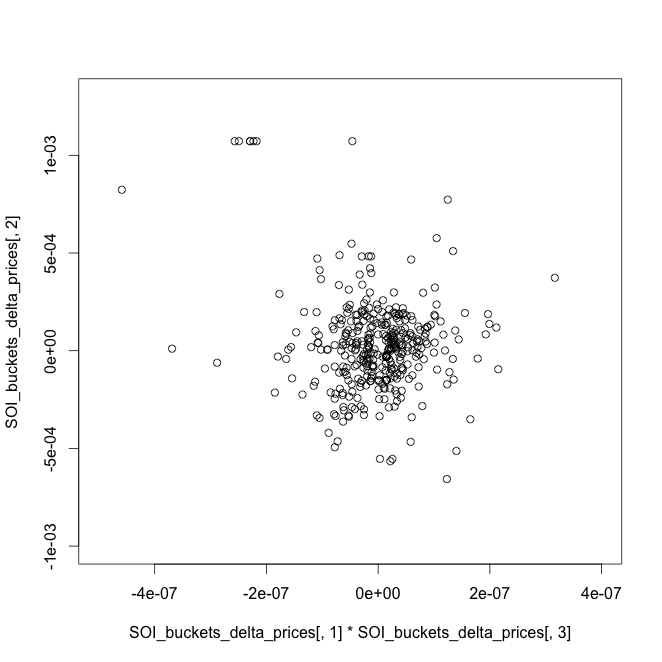 1e-03
5e-04
0e+00
-5e-04
-1e-03
SOI_buckets_delta_prices[, 2]
-4e-07 -2e-07 0e+00 2e-07 4e-07
SOI_buckets_delta_prices[, 1] * SOI_buckets_delta_prices[, 3]